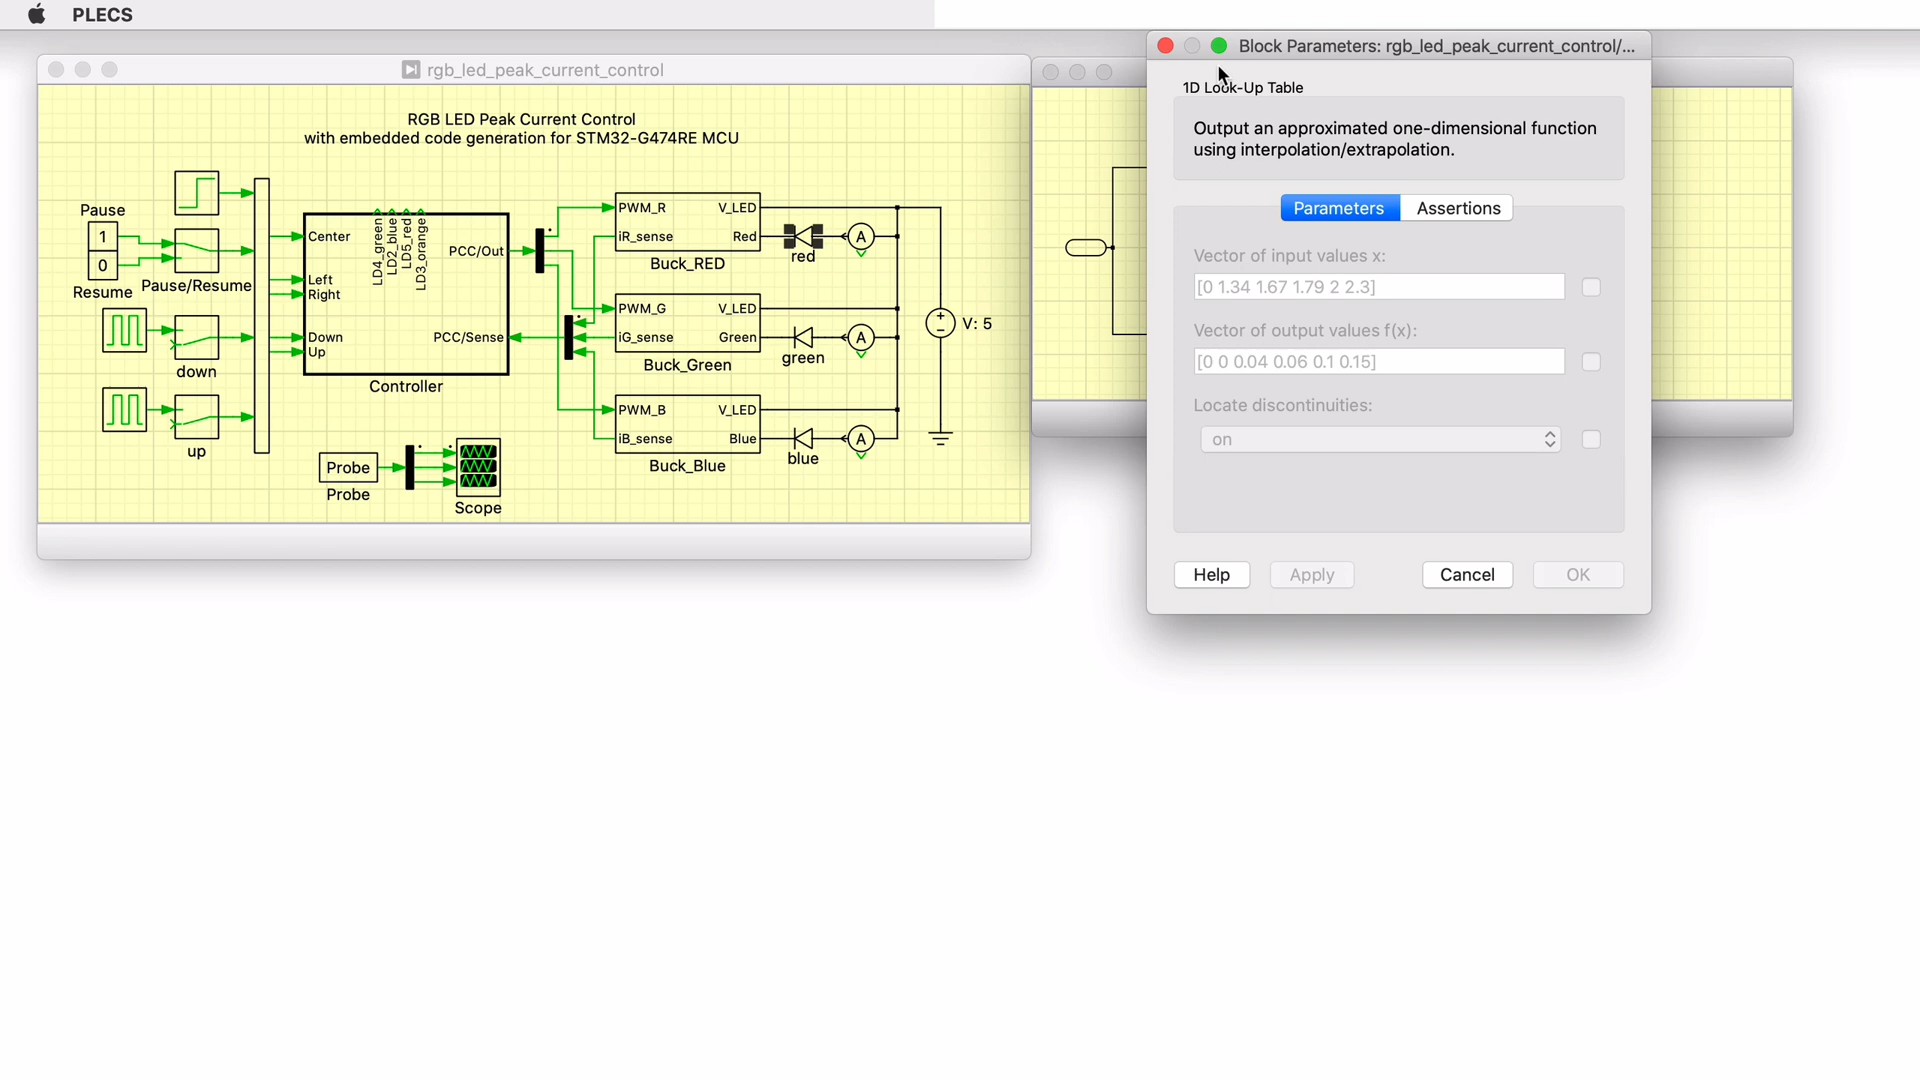 PLECS
rgb_led_peak_current_control
RGB LED Peak Current Control
with embedded code generation for STM32-G474RE MCU
Pause
1
0
Resume
Pause/Resume
down
up
Center
Left
Right
Down
Up
LD4_green
LD2_blue
LD5_red
LD3_orange
PCC/Out
PCC/Sense
Controller
Probe
Probe
Scope
PWM_R
V_LED
iR_sense
Red
Buck_RED
red
A
PWM_G
V_LED
iG_sense
Green
Buck_Green
green
A
PWM_B
V_LED
iB_sense
Blue
Buck_Blue
blue
A
V: 5
Block Parameters: rgb_led_peak_current_control/...
1D Look-Up Table
Output an approximated one-dimensional function
using interpolation/extrapolation.
Parameters
Assertions
Vector of input values x:
[0 1.34 1.67 1.79 2 2.3]
Vector of output values f(x):
[0 0 0.04 0.06 0.1 0.15]
Locate discontinuities:
on
Help
Apply
Cancel
OK